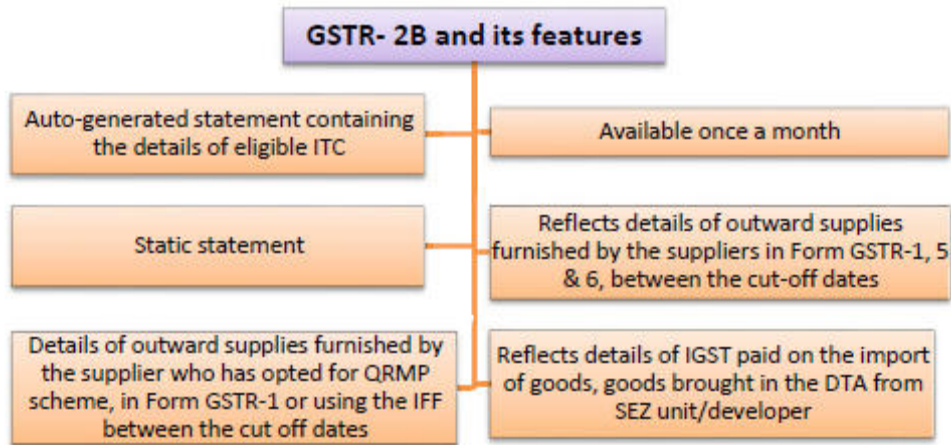 GSTR- 2B and its features
Auto-generated statement containing
the details of eligible ITC
Available once a month
Static statement
Reflects details of outward supplies
furnished by the suppliers in Form GSTR-1, 5
& 6, between the cut-off dates
Details of outward supplies furnished by
the supplier who has opted for QRMP
scheme, in Form GSTR-1 or using the IFF
between the cut off dates
Reflects details of IGST paid on the import
of goods, goods brought in the DTA from
SEZ unit/developer